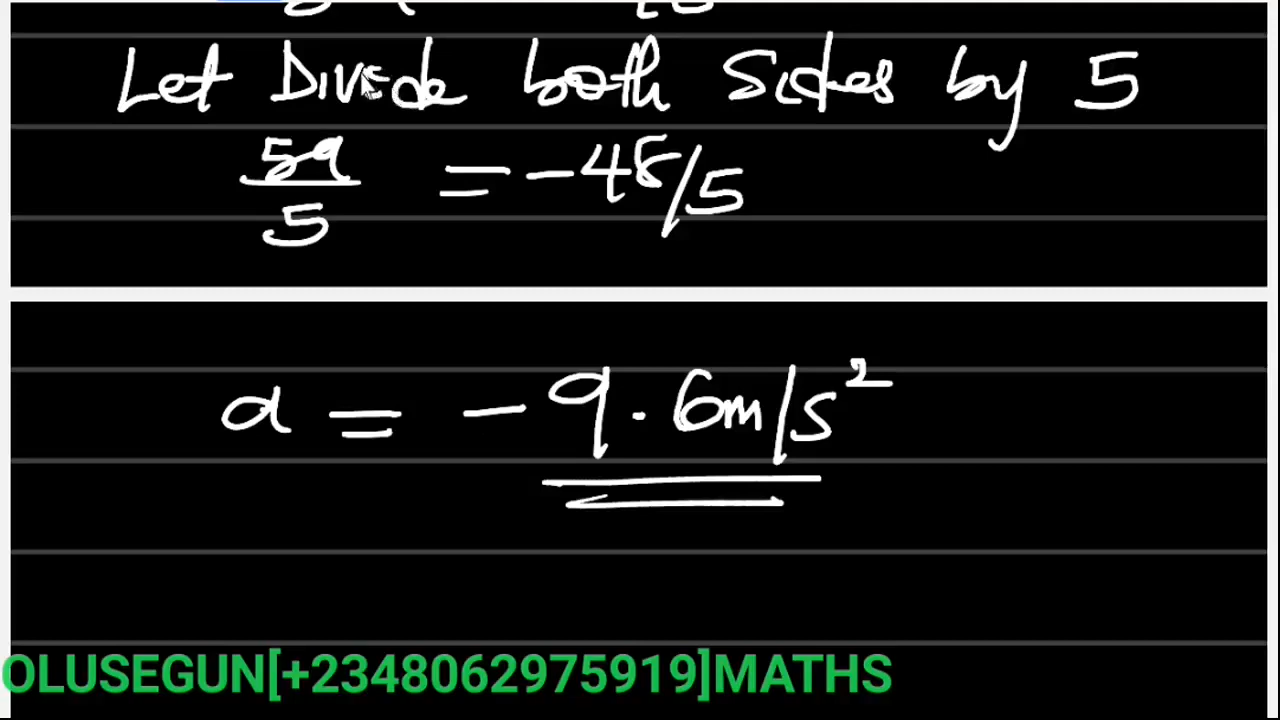 Let Divide both Sides by 5
5a/5 = -48/5
a = -9.6m/s²
OLUSEGUN[+2348062975919]MATHS